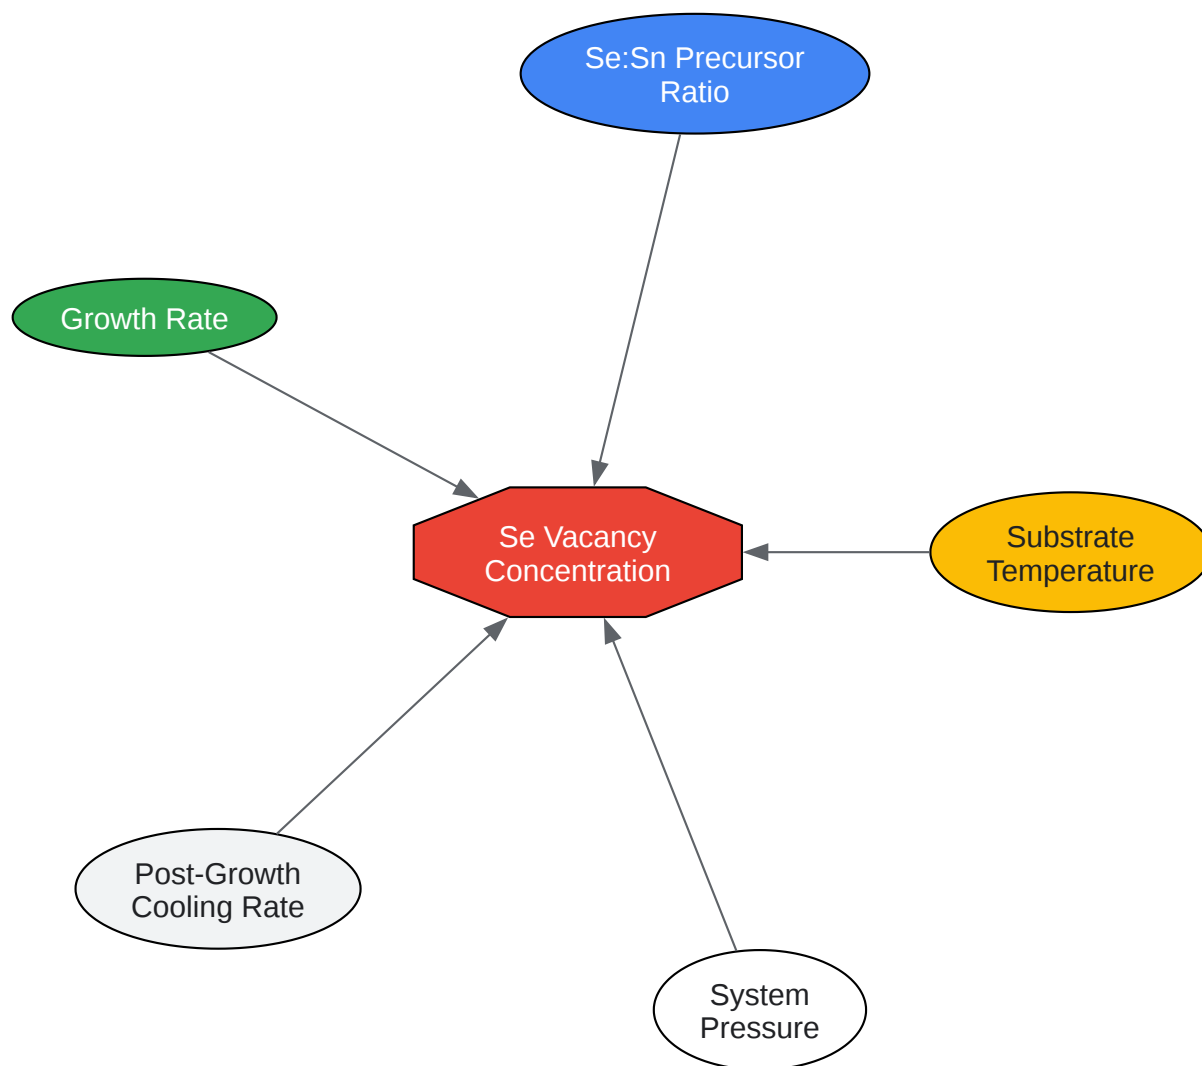 Se:Sn Precursor
Ratio
Growth Rate
Se Vacancy
Concentration
Substrate
Temperature
Post-Growth
Cooling Rate
System
Pressure